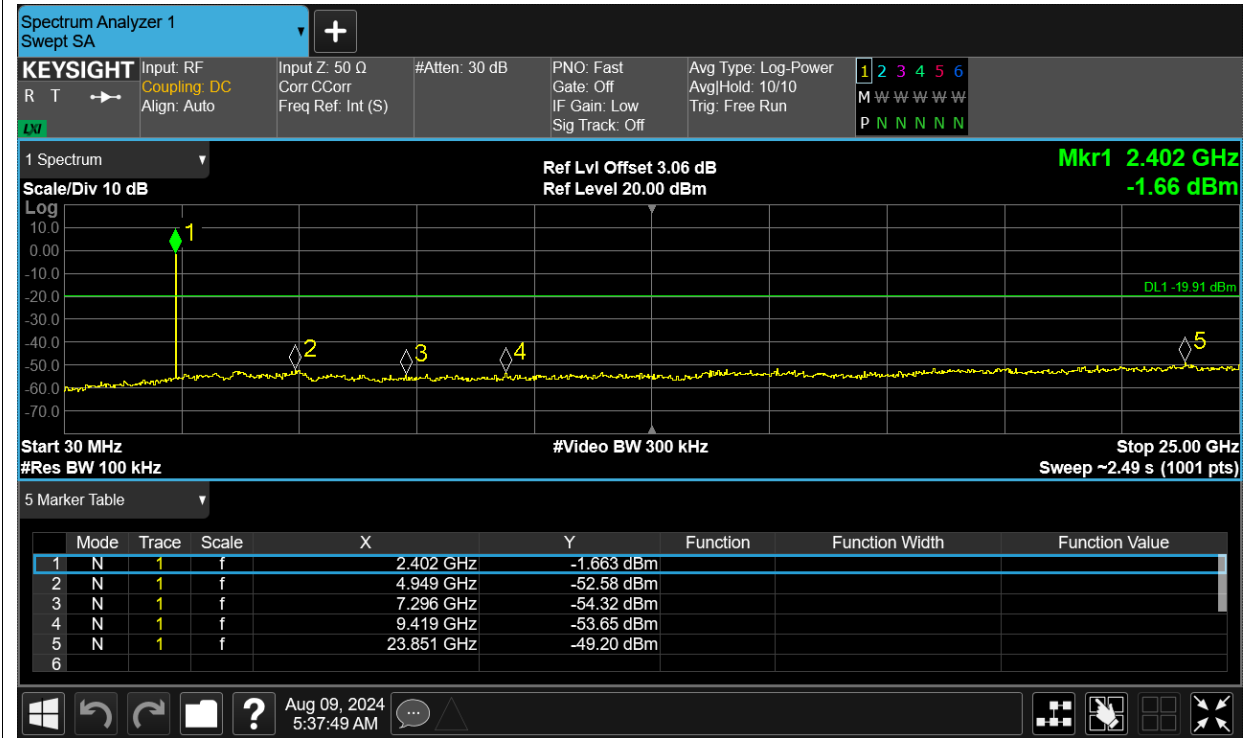 Spectrum Analyzer 1
Swept SA
+
KEYSIGHT
R T
LXI
Input: RF
Coupling: DC
Align: Auto
Input Z: 50 Ω
Corr CCorr
Freq Ref: Int (S)
#Atten: 30 dB
PNO: Fast
Gate: Off
IF Gain: Low
Sig Track: Off
Avg Type: Log-Power
Avg|Hold: 10/10
Trig: Free Run
1 2 3 4 5 6
M W W W W W
P N N N N N
1 Spectrum
Scale/Div 10 dB
Ref Lvl Offset 3.06 dB
Ref Level 20.00 dBm
Mkr1 2.402 GHz
-1.66 dBm
Log
10.0
0.00
-10.0
-20.0
-30.0
-40.0
-50.0
-60.0
-70.0
1
2
3
4
5
DL1 -19.91 dBm
Start 30 MHz
#Res BW 100 kHz
#Video BW 300 kHz
Stop 25.00 GHz
Sweep ~2.49 s (1001 pts)
5 Marker Table
Mode Trace Scale X Y Function Function Width Function Value
1 N 1 f 2.402 GHz -1.663 dBm
2 N 1 f 4.949 GHz -52.58 dBm
3 N 1 f 7.296 GHz -54.32 dBm
4 N 1 f 9.419 GHz -53.65 dBm
5 N 1 f 23.851 GHz -49.20 dBm
6
?
Aug 09, 2024
5:37:49 AM